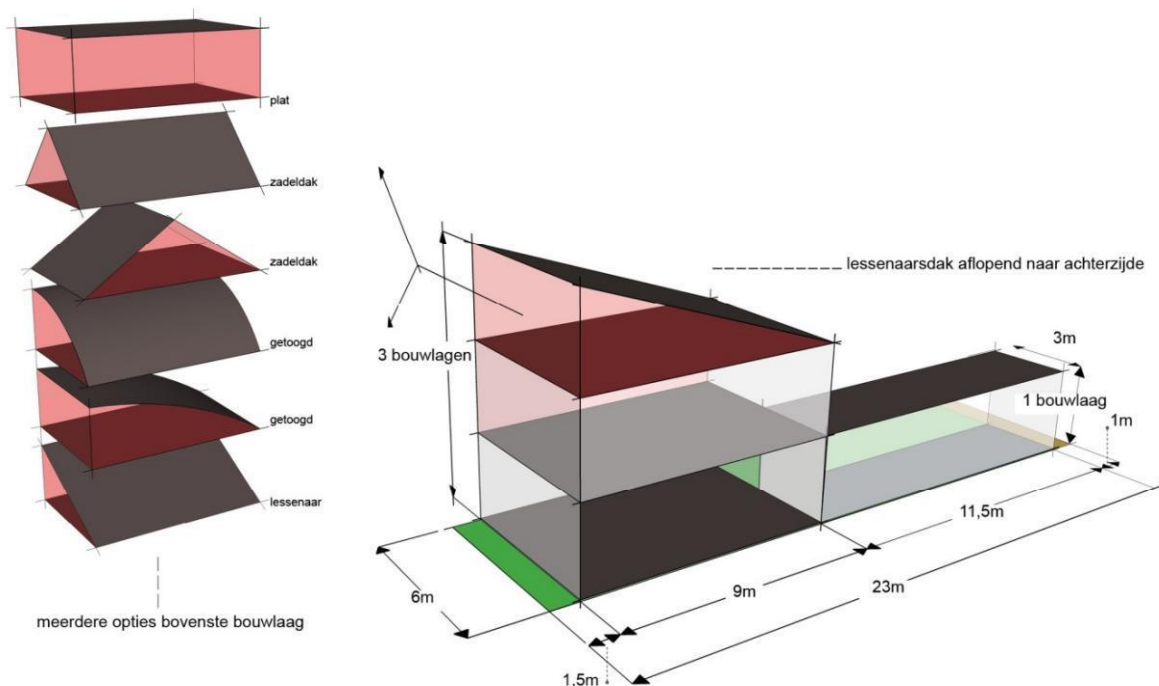 plat
zadeldak
zadeldak
getoogd
getoogd
lessenaar
meerdere opties bovenste bouwlaag
lessenaarsdak aflopend naar achterzijde
3 bouwlagen
3m
1 bouwlaag
1m
11,5m
9m
23m
6m
1,5m